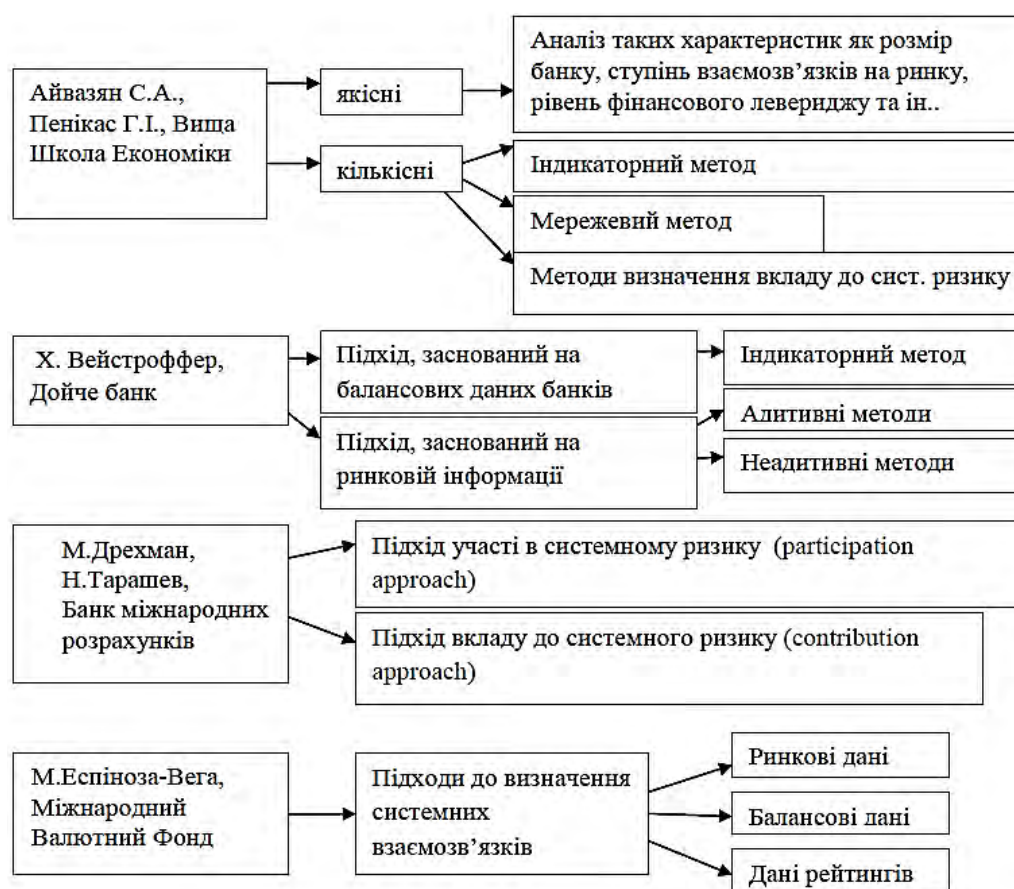 Айвазян С.А.,
Пенікас Г.І., Вища
Школа Економіки
якісні
Аналіз таких характеристик як розмір
банку, ступінь взаємозв’язків на ринку,
рівень фінансового левериджу та ін..
кількісні
Індикаторний метод
Мережевий метод
Методи визначення вкладу до сист. ризику
Х. Вейстроффер,
Дойче банк
Підхід, заснований на
балансових даних банків
Індикаторний метод
Підхід, заснований на
ринковій інформації
Алитивні методи
Неадитивні методи
М.Дрехман,
Н.Тарашев,
Банк міжнародних
розрахунків
Підхід участі в системному ризику (participation
approach)
Підхід вкладу до системного ризику (contribution
approach)
М.Еспіноза-Вега,
Міжнародний
Валютний Фонд
Підходи до визначення
системних
взаємозв’язків
Ринкові дані
Балансові дані
Дані рейтингів